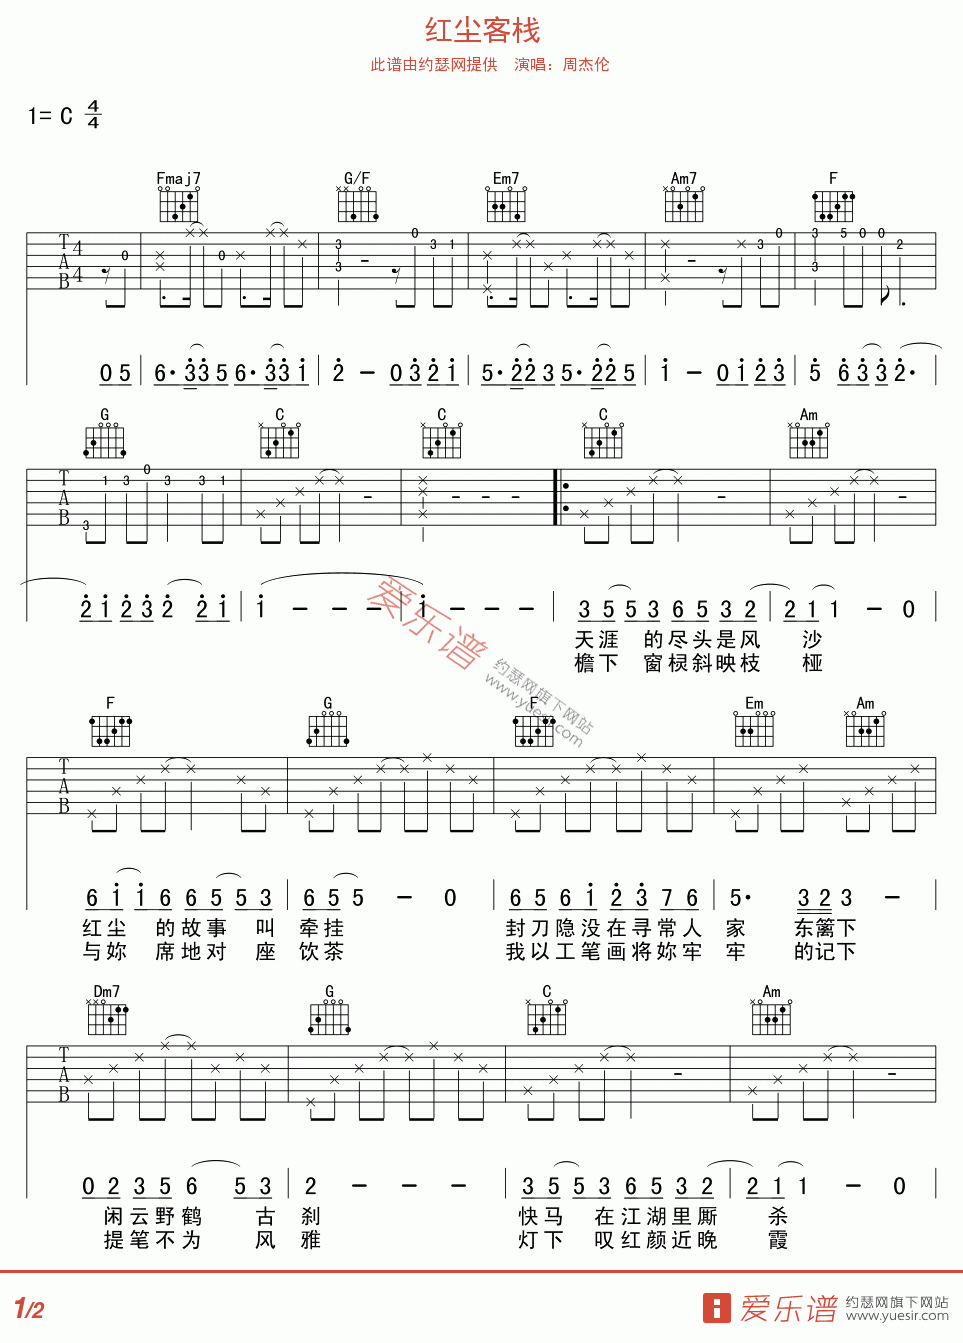 红尘客栈
此谱由约瑟网提供 演唱：周杰伦
1= C 4/4
Fmaj7 G/F Em7 Am7 F
T A B 4 4
0 5 6· 3 3 5 6· 3 3 1 2 - 0 3 2 1 5· 2 2 3 5· 2 2 5 1 - 0 1 2 3 5 6 3 3 2·
G C C C Am
T A B
2 1 2 3 2 2 1 1 - - - 1 - - - 3 5 5 3 6 5 3 2 2 1 1 - 0
天涯 的尽头是风 沙
檐下 窗棂斜映枝 桠
F G F Em Am
T A B
6 1 1 6 6 5 5 3 6 5 5 - 0 6 5 6 1 2 3 7 6 5· 3 2 3 -
红尘 的故事 叫 牵挂 封刀隐没在寻常人 家 东篱下
与妳 席地对 座 饮茶 我以工笔画将妳牢 牢 的记下
Dm7 G C Am
T A B
0 2 3 5 6 5 3 2 - - - 3 5 5 3 6 5 3 2 2 1 1 - 0
闲云野鹤 古 刹 快马 在江湖里厮 杀
提笔不为 风 雅 灯下 叹红颜近晚 霞
爱乐谱
约瑟网旗下网站
www.yuesir.com
1/2
爱乐谱 约瑟网旗下网站
www.yuesir.com